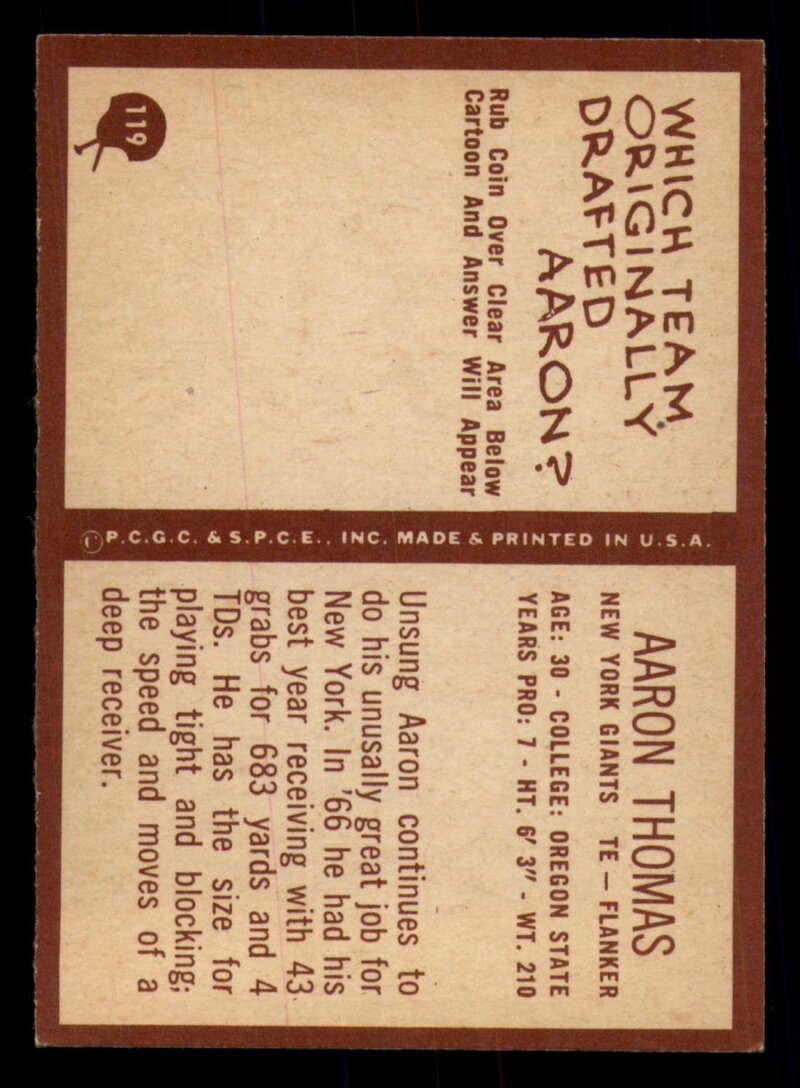 WHICH TEAM
ORIGINALLY
DRAFTED
AARON?
Rub Coin Over Clear Area Below
Cartoon And Answer Will Appear
119
© P.C.G.C. & S.P.C.E., INC. MADE & PRINTED IN U.S.A.
AARON THOMAS
NEW YORK GIANTS TE — FLANKER
AGE: 30 - COLLEGE: OREGON STATE
YEARS PRO: 7 - HT. 6' 3" - WT. 210
Unsung Aaron continues to
do his unusally great job for
New York. In '66 he had his
best year receiving with 43
grabs for 683 yards and 4
TDs. He has the size for
playing tight and blocking;
the speed and moves of a
deep receiver.